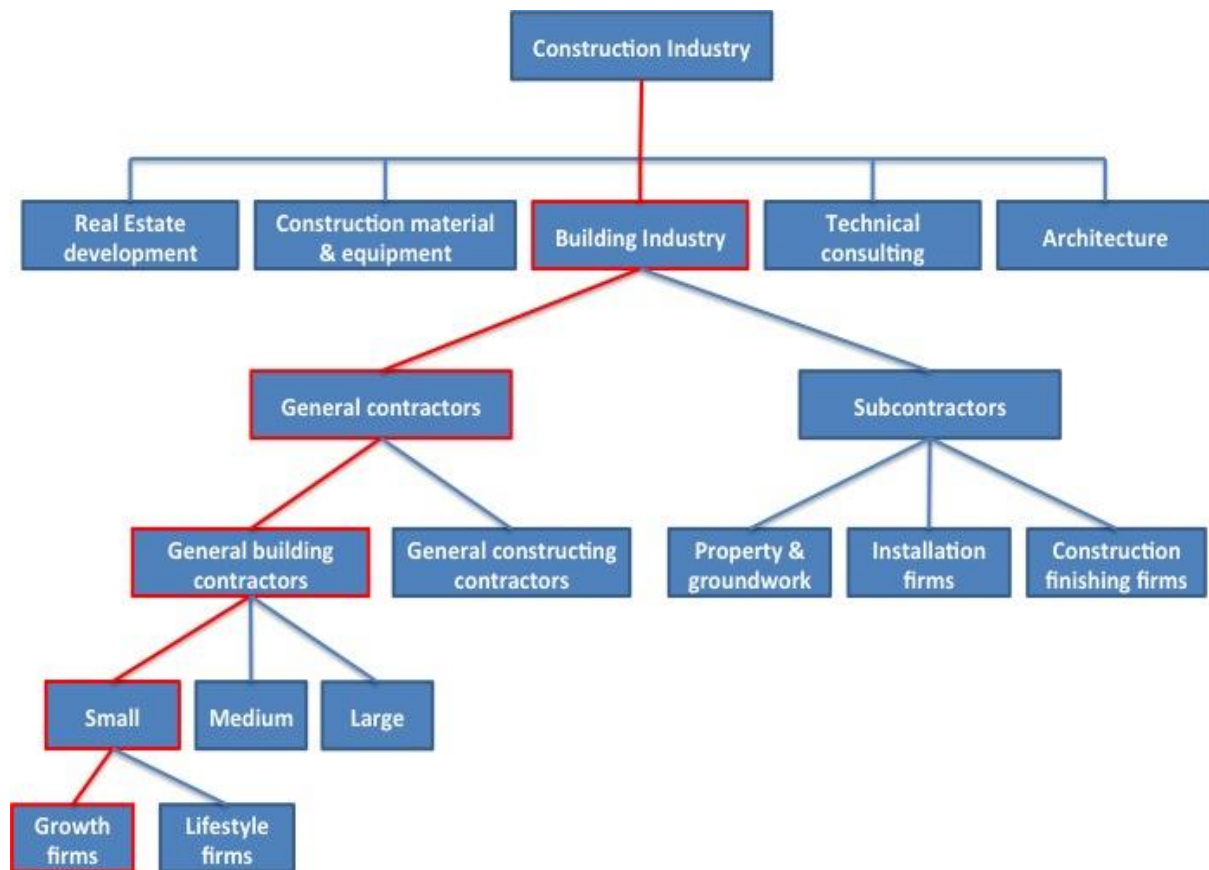 Construction Industry
Real Estate
development
Construction material
& equipment
Building Industry
Technical
consulting
Architecture
General contractors
Subcontractors
General building
contractors
General constructing
contractors
Property &
groundwork
Installation
firms
Construction
finishing firms
Small
Medium
Large
Growth
firms
Lifestyle
firms